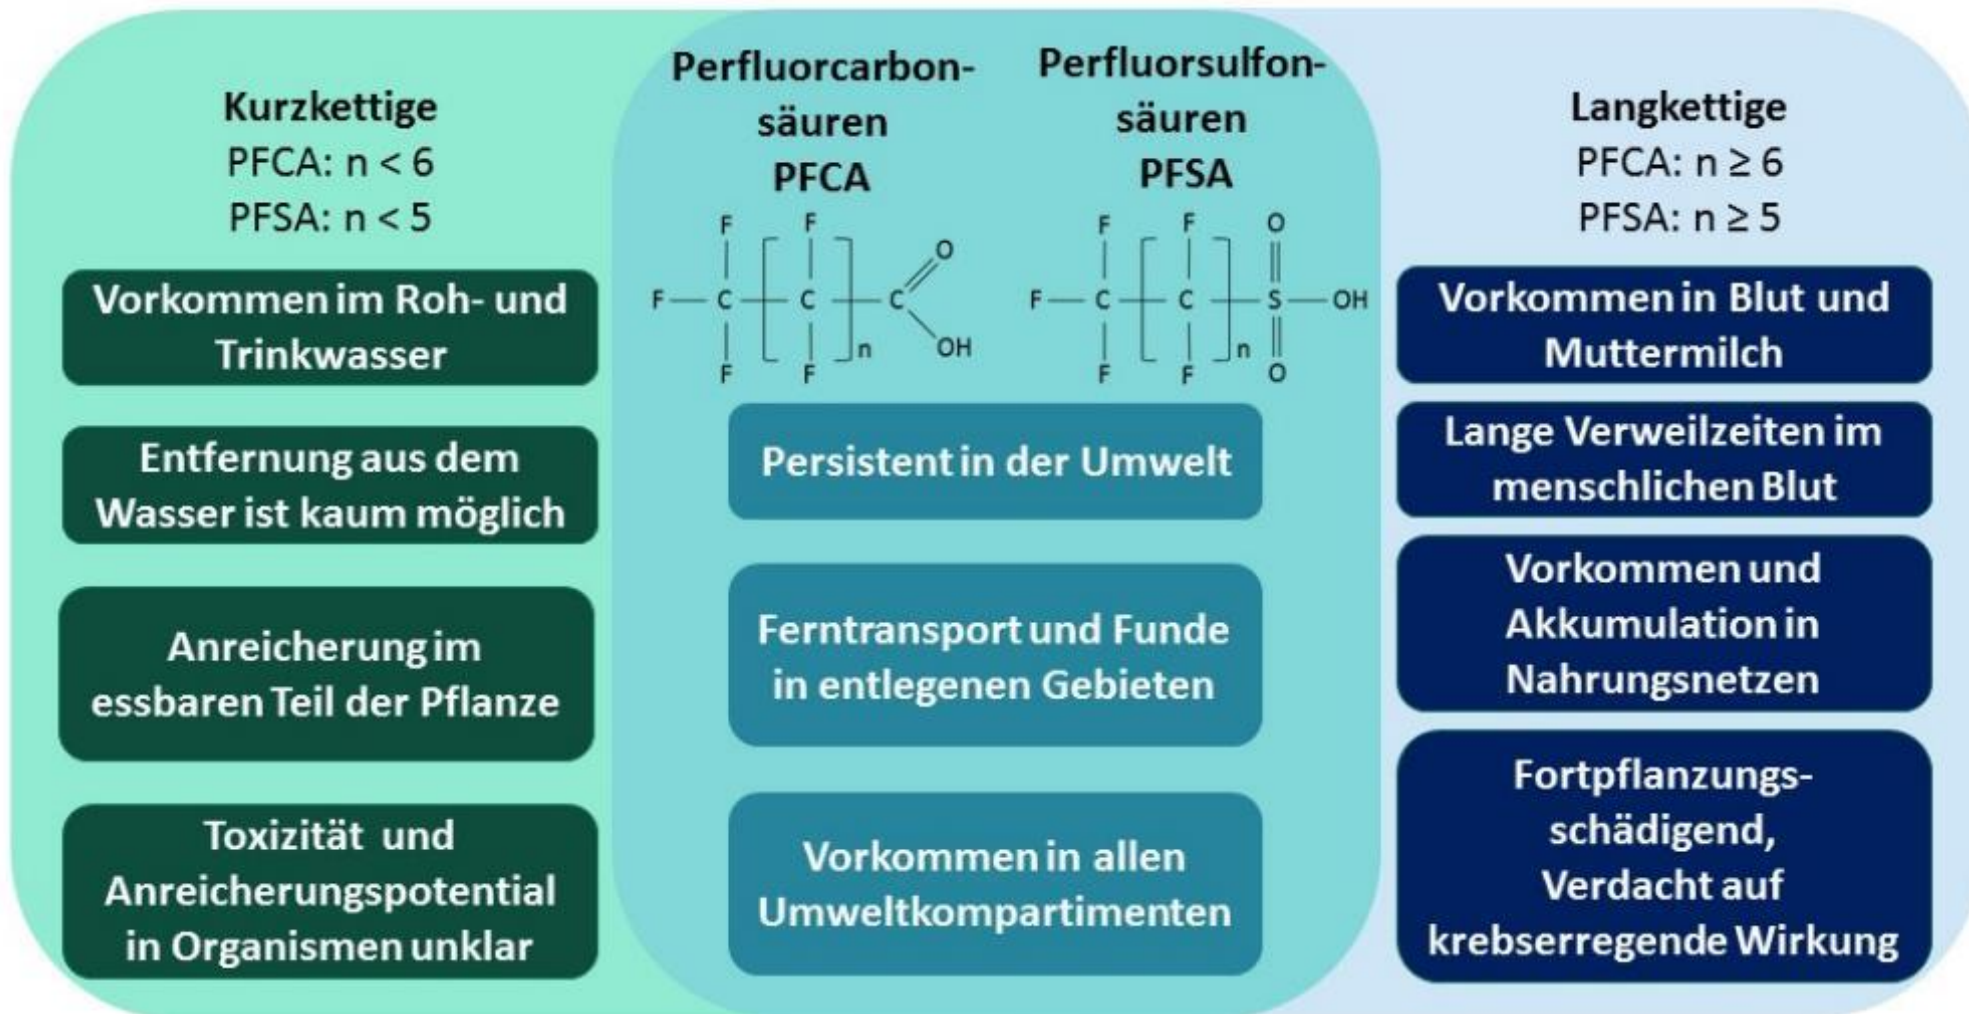 Kurzkettige
PFCA: n < 6
PFSA: n < 5
Vorkommen im Roh- und
Trinkwasser
Entfernung aus dem
Wasser ist kaum möglich
Anreicherung im
essbaren Teil der Pflanze
Toxizität und
Anreicherungspotential
in Organismen unklar
Perfluorcarbon-
säuren
PFCA
F F
F C C C O
OH
n
F F
Perfluorsulfon-
säuren
PFSA
F F O
F C C S OH
n
F F O
Persistent in der Umwelt
Ferntransport und Funde
in entlegenen Gebieten
Vorkommen in allen
Umweltkompartimenten
Langkettige
PFCA: n ≥ 6
PFSA: n ≥ 5
Vorkommen in Blut und
Muttermilch
Lange Verweilzeiten im
menschlichen Blut
Vorkommen und
Akkumulation in
Nahrungsnetzen
Fortpflanzungs-
schädigend,
Verdacht auf
krebserregende Wirkung